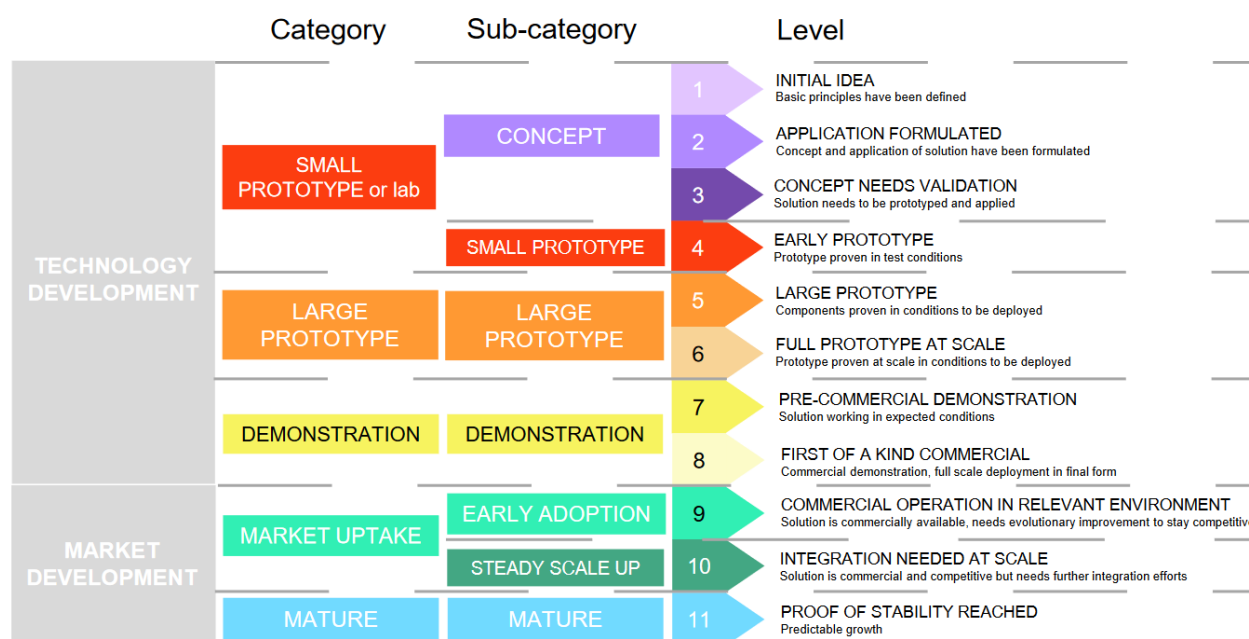 Category
Sub-category
Level
TECHNOLOGY
DEVELOPMENT
SMALL
PROTOTYPE or lab
CONCEPT
1
INITIAL IDEA
Basic principles have been defined
2
APPLICATION FORMULATED
Concept and application of solution have been formulated
3
CONCEPT NEEDS VALIDATION
Solution needs to be prototyped and applied
SMALL PROTOTYPE
4
EARLY PROTOTYPE
Prototype proven in test conditions
LARGE
PROTOTYPE
LARGE
PROTOTYPE
5
LARGE PROTOTYPE
Components proven in conditions to be deployed
6
FULL PROTOTYPE AT SCALE
Prototype proven at scale in conditions to be deployed
DEMONSTRATION
DEMONSTRATION
7
PRE-COMMERCIAL DEMONSTRATION
Solution working in expected conditions
8
FIRST OF A KIND COMMERCIAL
Commercial demonstration, full scale deployment in final form
MARKET
DEVELOPMENT
MARKET UPTAKE
EARLY ADOPTION
9
COMMERCIAL OPERATION IN RELEVANT ENVIRONMENT
Solution is commercially available, needs evolutionary improvement to stay competitive
STEADY SCALE UP
10
INTEGRATION NEEDED AT SCALE
Solution is commercial and competitive but needs further integration efforts
MATURE
MATURE
11
PROOF OF STABILITY REACHED
Predictable growth